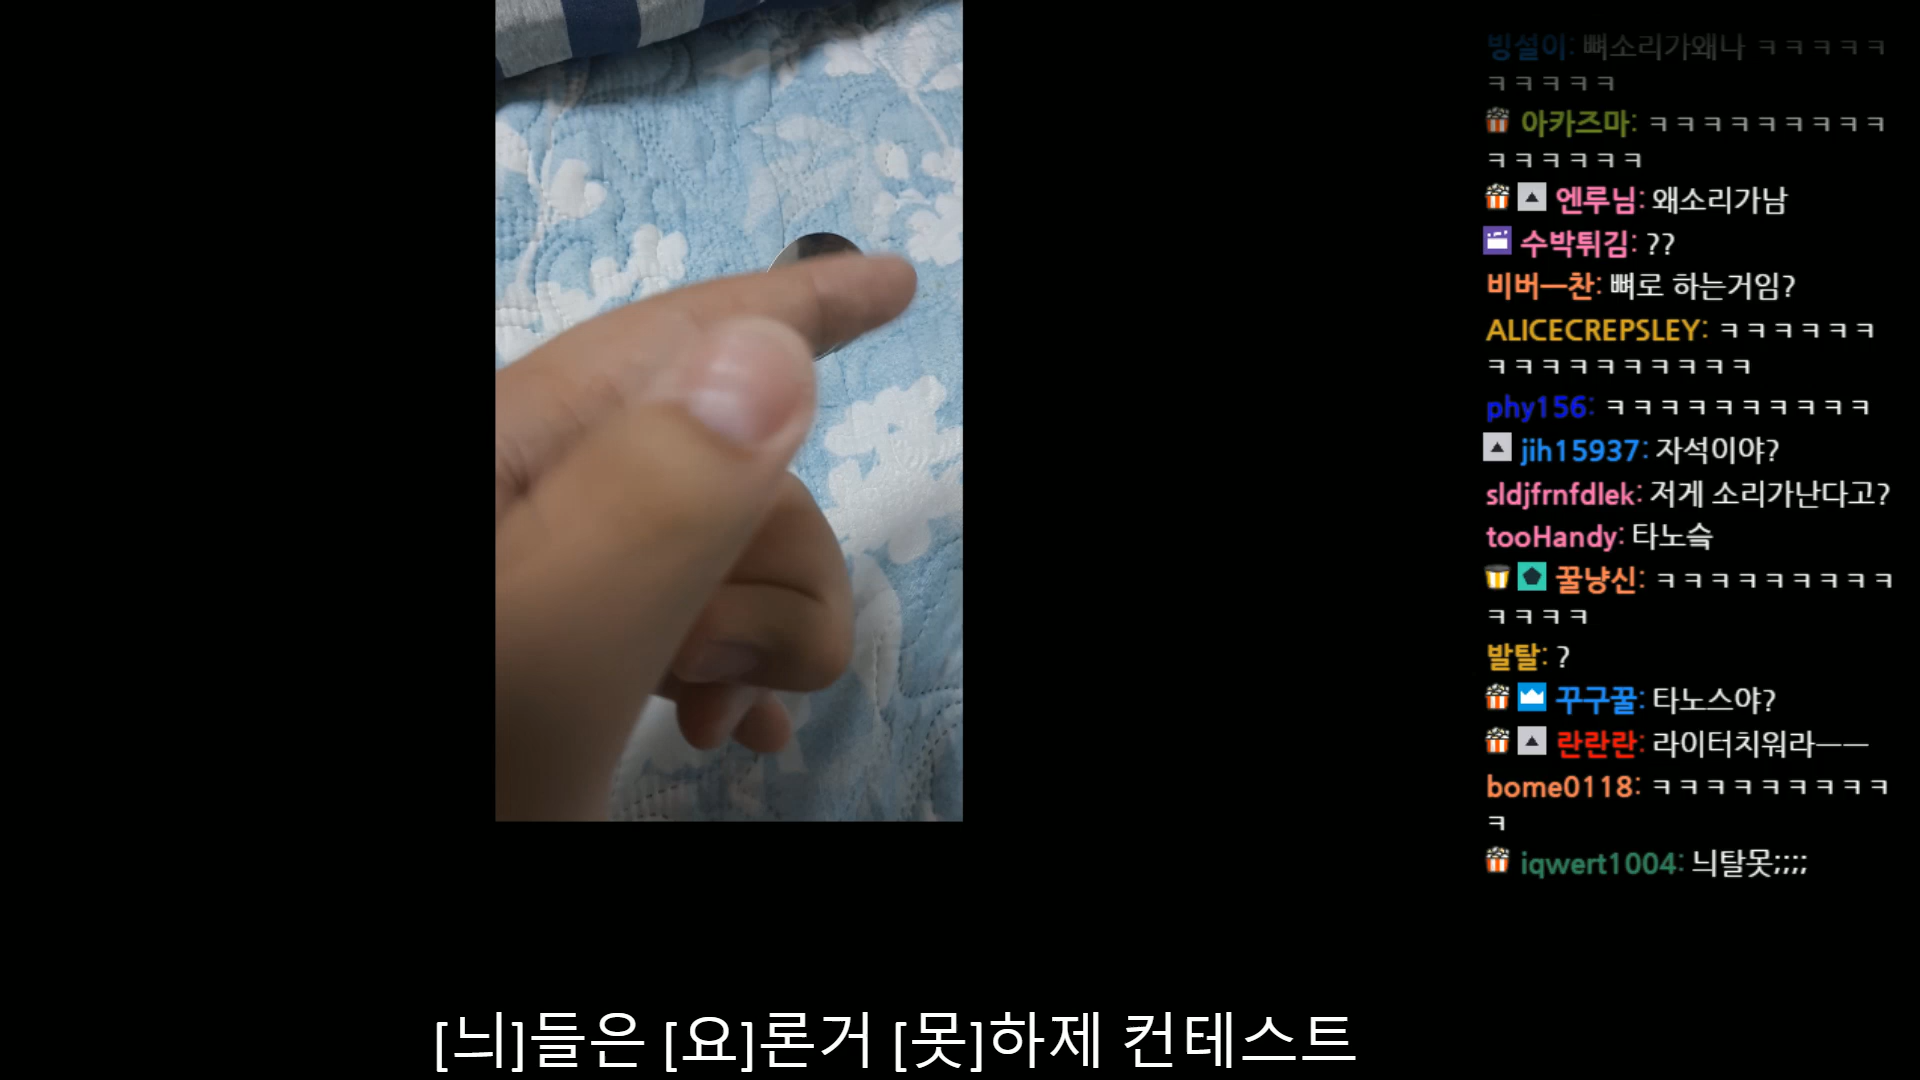 빙설이: 뼈소리가왜나 ㅋㅋㅋㅋㅋ
ㅋㅋㅋㅋㅋ
아카즈마: ㅋㅋㅋㅋㅋㅋㅋㅋㅋ
ㅋㅋㅋㅋㅋㅋ
엔루님: 왜소리가남
수박튀김: ??
비버—찬: 뼈로 하는거임?
ALICECREPSLEY: ㅋㅋㅋㅋㅋㅋ
ㅋㅋㅋㅋㅋㅋㅋㅋㅋㅋ
phy156: ㅋㅋㅋㅋㅋㅋㅋㅋㅋㅋ
jih15937: 자석이야?
sldjfrnfdlek: 저게 소리가난다고?
tooHandy: 타노슼
꿀냥신: ㅋㅋㅋㅋㅋㅋㅋㅋㅋ
ㅋㅋㅋㅋ
발탈: ?
꾸구꿀: 타노스야?
란란란: 라이터치워라——
bome0118: ㅋㅋㅋㅋㅋㅋㅋㅋㅋ
ㅋ
iqwert1004: 늬탈못;;;;
[늬]들은 [요]론거 [못]하제 컨테스트